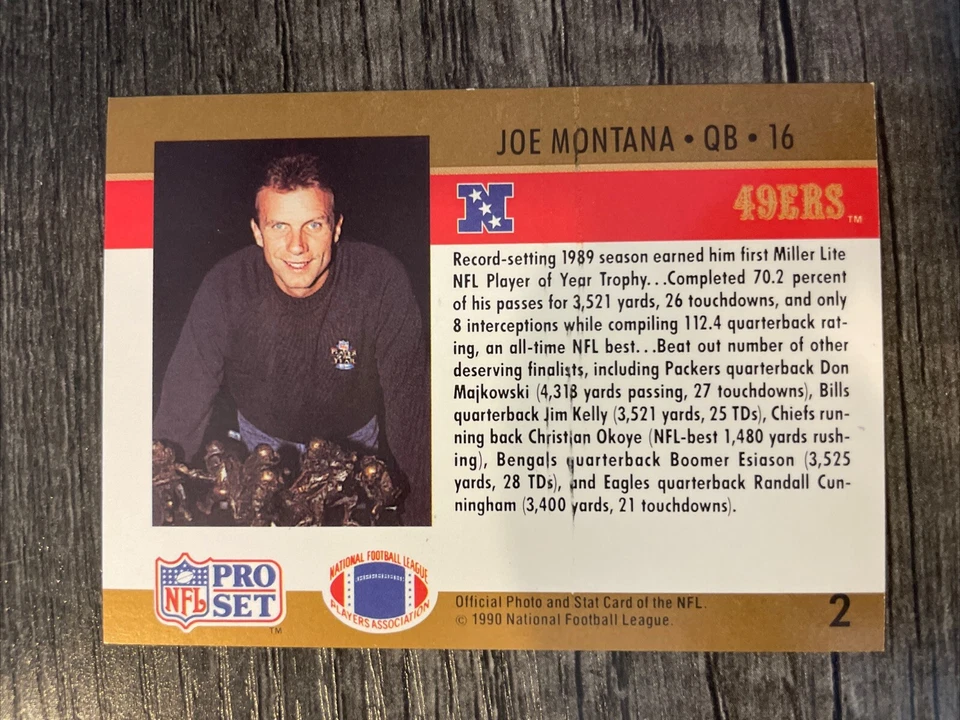 JOE MONTANA • QB • 16
N
49ERS™
Record-setting 1989 season earned him first Miller Lite
NFL Player of Year Trophy...Completed 70.2 percent
of his passes for 3,521 yards, 26 touchdowns, and only
8 interceptions while compiling 112.4 quarterback rat-
ing, an all-time NFL best...Beat out number of other
deserving finalists, including Packers quarterback Don
Majkowski (4,318 yards passing, 27 touchdowns), Bills
quarterback Jim Kelly (3,521 yards, 25 TDs), Chiefs run-
ning back Christian Okoye (NFL-best 1,480 yards rush-
ing), Bengals quarterback Boomer Esiason (3,525
yards, 28 TDs), and Eagles quarterback Randall Cun-
ningham (3,400 yards, 21 touchdowns).
NFL
PRO
SET™
NATIONAL FOOTBALL LEAGUE
PLAYERS ASSOCIATION
Official Photo and Stat Card of the NFL.
© 1990 National Football League.
2